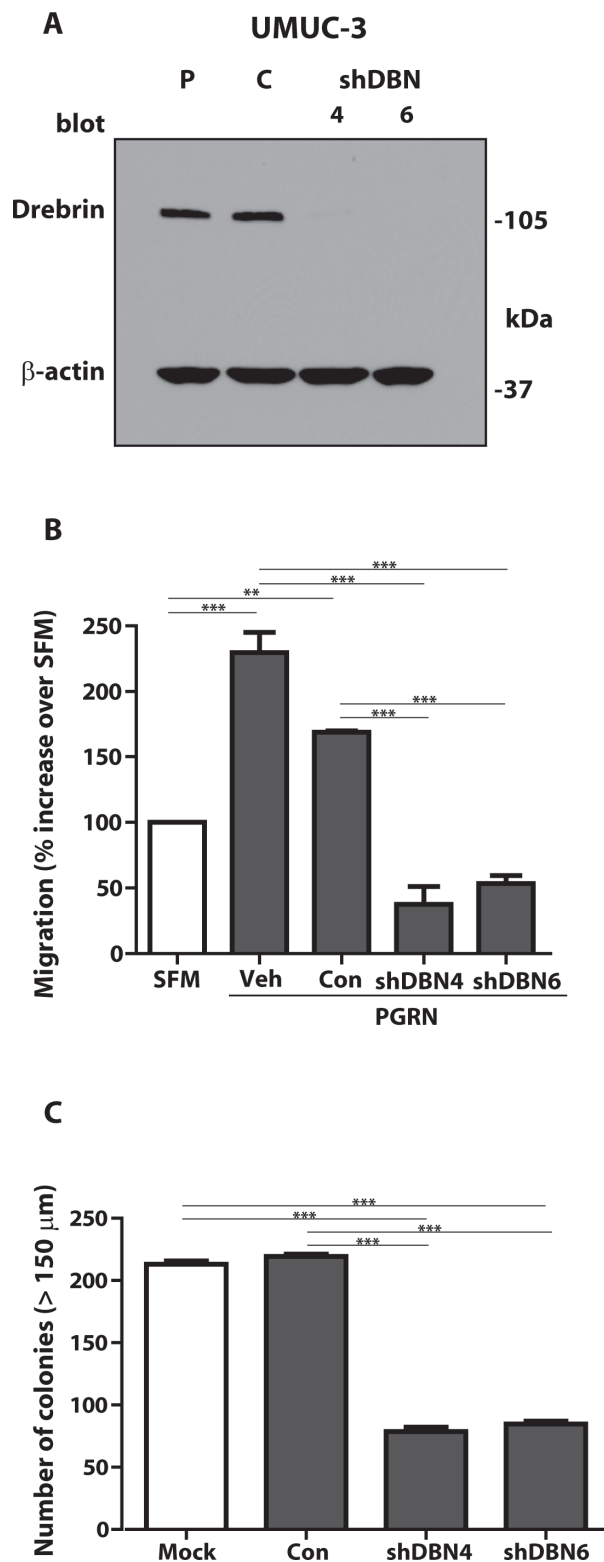 A
UMUC-3
P C shDBN
blot 4 6
Drebrin -105
kDa
β-actin -37
B
Migration (% increase over SFM)
***
***
**
***
***
***
250
200
150
100
50
0
SFM Veh Con shDBN4 shDBN6
PGRN
C
Number of colonies (> 150 μm)
***
***
***
***
250
200
150
100
50
0
Mock Con shDBN4 shDBN6